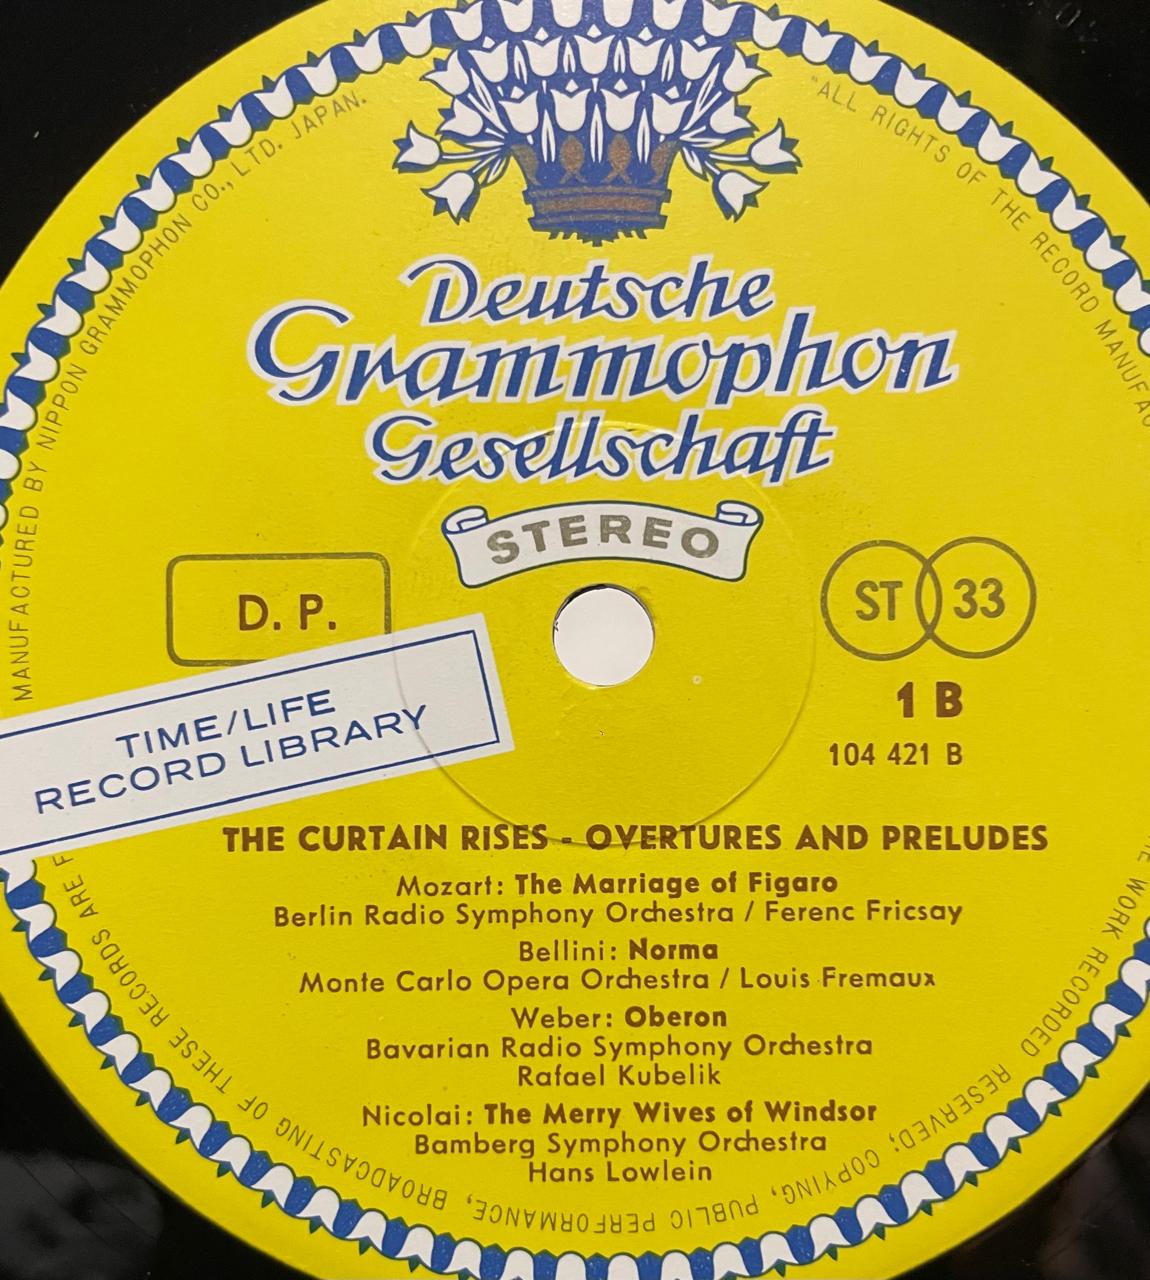 MANUFACTURED BY NIPPON GRAMMOPHON CO., LTD. JAPAN.
"ALL RIGHTS OF THE RECORD
WORK RECORDED RESERVED; COPYING, PUBLIC PERFORMANCE, BROADCASTING OF THESE RECORDS ARE
Deutsche
Grammophon
Gesellschaft
STEREO
D. P.
ST 33
1 B
104 421 B
TIME/LIFE
RECORD LIBRARY
THE CURTAIN RISES - OVERTURES AND PRELUDES
Mozart: The Marriage of Figaro
Berlin Radio Symphony Orchestra / Ferenc Fricsay
Bellini: Norma
Monte Carlo Opera Orchestra / Louis Fremaux
Weber: Oberon
Bavarian Radio Symphony Orchestra
Rafael Kubelik
Nicolai: The Merry Wives of Windsor
Bamberg Symphony Orchestra
Hans Lowlein